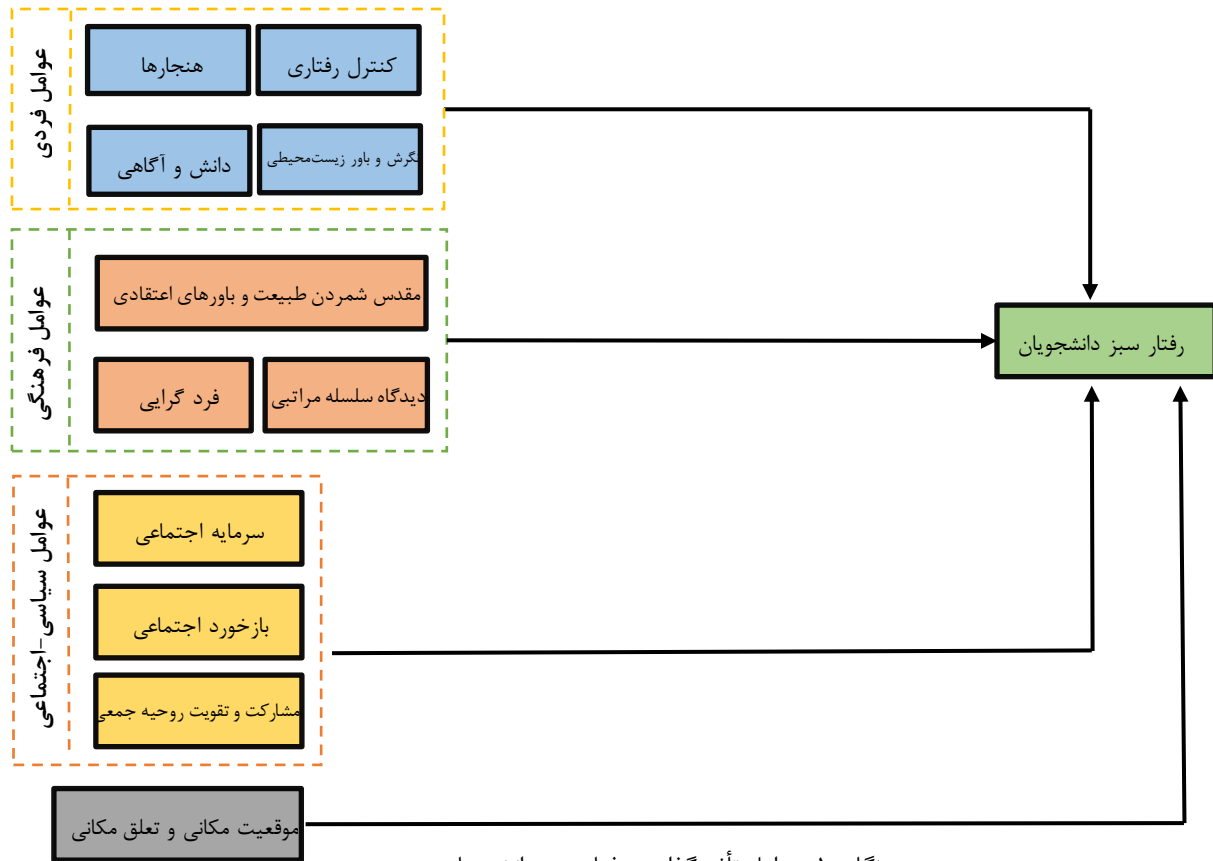 عوامل فردی
کنترل رفتاری
هنجارها
نگرش و باور زیست‌محیطی
دانش و آگاهی
عوامل فرهنگی
مقدس شمردن طبیعت و باورهای اعتقادی
دیدگاه سلسله مراتبی
فرد گرایی
رفتار سبز دانشجویان
عوامل سیاسی-اجتماعی
سرمایه اجتماعی
بازخورد اجتماعی
مشارکت و تقویت روحیه جمعی
موقعیت مکانی و تعلق مکانی